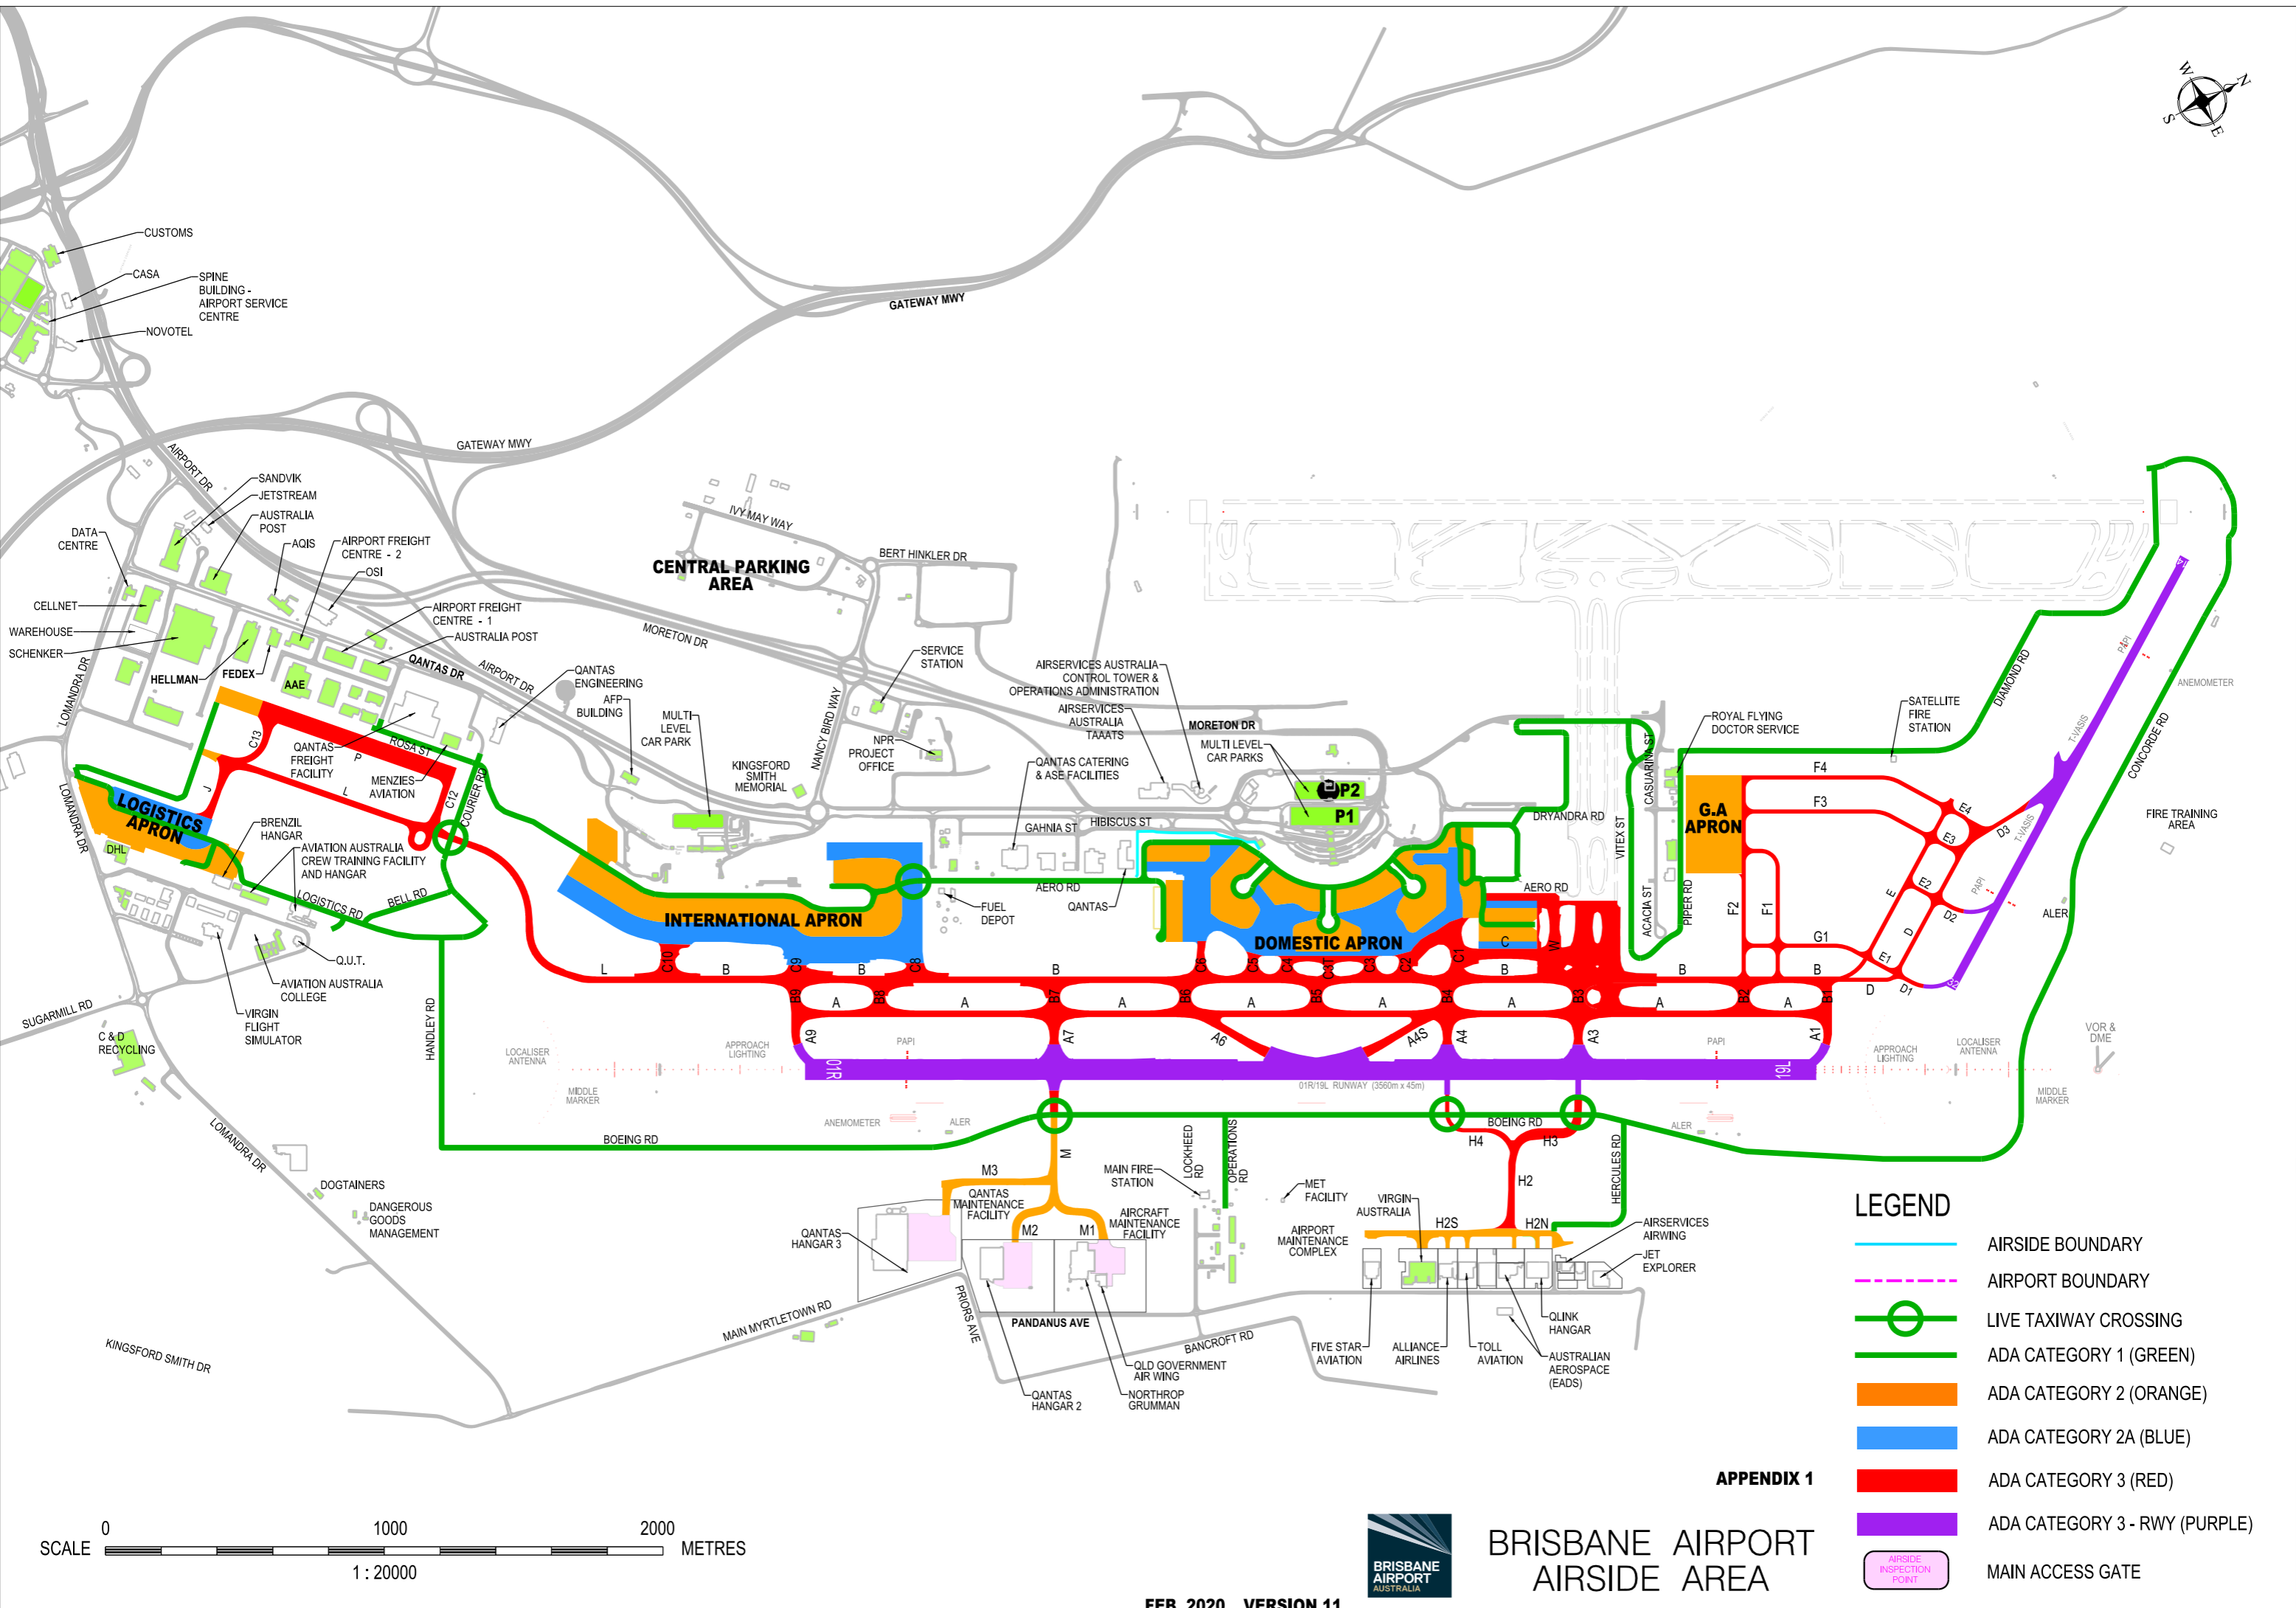 W
N
S
E
CUSTOMS
CASA
SPINE
BUILDING -
AIRPORT SERVICE
CENTRE
NOVOTEL
GATEWAY MWY
GATEWAY MWY
AIRPORT DR
SANDVIK
JETSTREAM
AUSTRALIA
POST
DATA
CENTRE
AQIS
AIRPORT FREIGHT
CENTRE - 2
OSI
CELLNET
WAREHOUSE
SCHENKER
AIRPORT FREIGHT
CENTRE - 1
AUSTRALIA POST
LOMANDRA DR
HELLMAN
FEDEX
AAE
QANTAS DR
AIRPORT DR
QANTAS
ENGINEERING
AFP
BUILDING
MULTI
LEVEL
CAR PARK
IVY MAY WAY
CENTRAL PARKING
AREA
BERT HINKLER DR
MORETON DR
SERVICE
STATION
NANCY BIRD WAY
NPR
PROJECT
OFFICE
KINGSFORD
SMITH
MEMORIAL
AIRSERVICES AUSTRALIA
CONTROL TOWER &
OPERATIONS ADMINISTRATION
AIRSERVICES
AUSTRALIA
TAAATS
MORETON DR
MULTI LEVEL
CAR PARKS
QANTAS CATERING
& ASE FACILITIES
P2
P1
GAHNIA ST
HIBISCUS ST
DRYANDRA RD
VITEX ST
CASUARINA ST
ACACIA ST
PIPER RD
ROYAL FLYING
DOCTOR SERVICE
G.A
APRON
SATELLITE
FIRE
STATION
DIAMOND RD
CONCORDE RD
PAPI
ANEMOMETER
T-VASIS
T-VASIS
PAPI
ALER
FIRE TRAINING
AREA
F4
F3
F2
F1
E4
E3
E2
E
E1
D3
D2
D
D1
D
G1
C13
P
ROSA ST
QANTAS
FREIGHT
FACILITY
MENZIES
AVIATION
C12
COURIER RD
J
L
LOGISTICS
APRON
DHL
BRENZIL
HANGAR
AVIATION AUSTRALIA
CREW TRAINING FACILITY
AND HANGAR
LOGISTICS RD
BELL RD
LOMANDRA DR
Q.U.T.
AVIATION AUSTRALIA
COLLEGE
VIRGIN
FLIGHT
SIMULATOR
SUGARMILL RD
C & D
RECYCLING
HANDLEY RD
INTERNATIONAL APRON
AERO RD
FUEL
DEPOT
QANTAS
DOMESTIC APRON
AERO RD
C
W
L
C10
B
C9
B
C8
B
C6
C5
C4
C3T
C3
C2
C1
B
B
B
B9
A
B8
A
B7
A
B6
A
B5
A
B4
A
B3
A
B2
A
B1
A9
A7
A6
A4S
A4
A3
A1
LOCALISER
ANTENNA
APPROACH
LIGHTING
MIDDLE
MARKER
PAPI
01R
01R/19L RUNWAY (3560m x 45m)
19L
PAPI
APPROACH
LIGHTING
LOCALISER
ANTENNA
MIDDLE
MARKER
VOR &
DME
ANEMOMETER
ALER
ALER
BOEING RD
BOEING RD
LOMANDRA DR
M
M3
M2
M1
QANTAS
MAINTENANCE
FACILITY
AIRCRAFT
MAINTENANCE
FACILITY
MAIN FIRE
STATION
LOCKHEED
RD
OPERATIONS
RD
MET
FACILITY
AIRPORT
MAINTENANCE
COMPLEX
VIRGIN
AUSTRALIA
H4
H3
H2
H2S
H2N
HERCULES RD
AIRSERVICES
AIRWING
JET
EXPLORER
DOGTAINERS
DANGEROUS
GOODS
MANAGEMENT
QANTAS
HANGAR 3
PRIORS AVE
MAIN MYRTLETOWN RD
PANDANUS AVE
BANCROFT RD
QLD GOVERNMENT
AIR WING
NORTHROP
GRUMMAN
QANTAS
HANGAR 2
FIVE STAR
AVIATION
ALLIANCE
AIRLINES
TOLL
AVIATION
QLINK
HANGAR
AUSTRALIAN
AEROSPACE
(EADS)
KINGSFORD SMITH DR
LEGEND
AIRSIDE BOUNDARY
AIRPORT BOUNDARY
LIVE TAXIWAY CROSSING
ADA CATEGORY 1 (GREEN)
ADA CATEGORY 2 (ORANGE)
ADA CATEGORY 2A (BLUE)
ADA CATEGORY 3 (RED)
ADA CATEGORY 3 - RWY (PURPLE)
AIRSIDE
INSPECTION
POINT
MAIN ACCESS GATE
APPENDIX 1
0 1000 2000
SCALE METRES
1 : 20000
BRISBANE
AIRPORT
AUSTRALIA
BRISBANE AIRPORT
AIRSIDE AREA
FEB 2020 VERSION 11